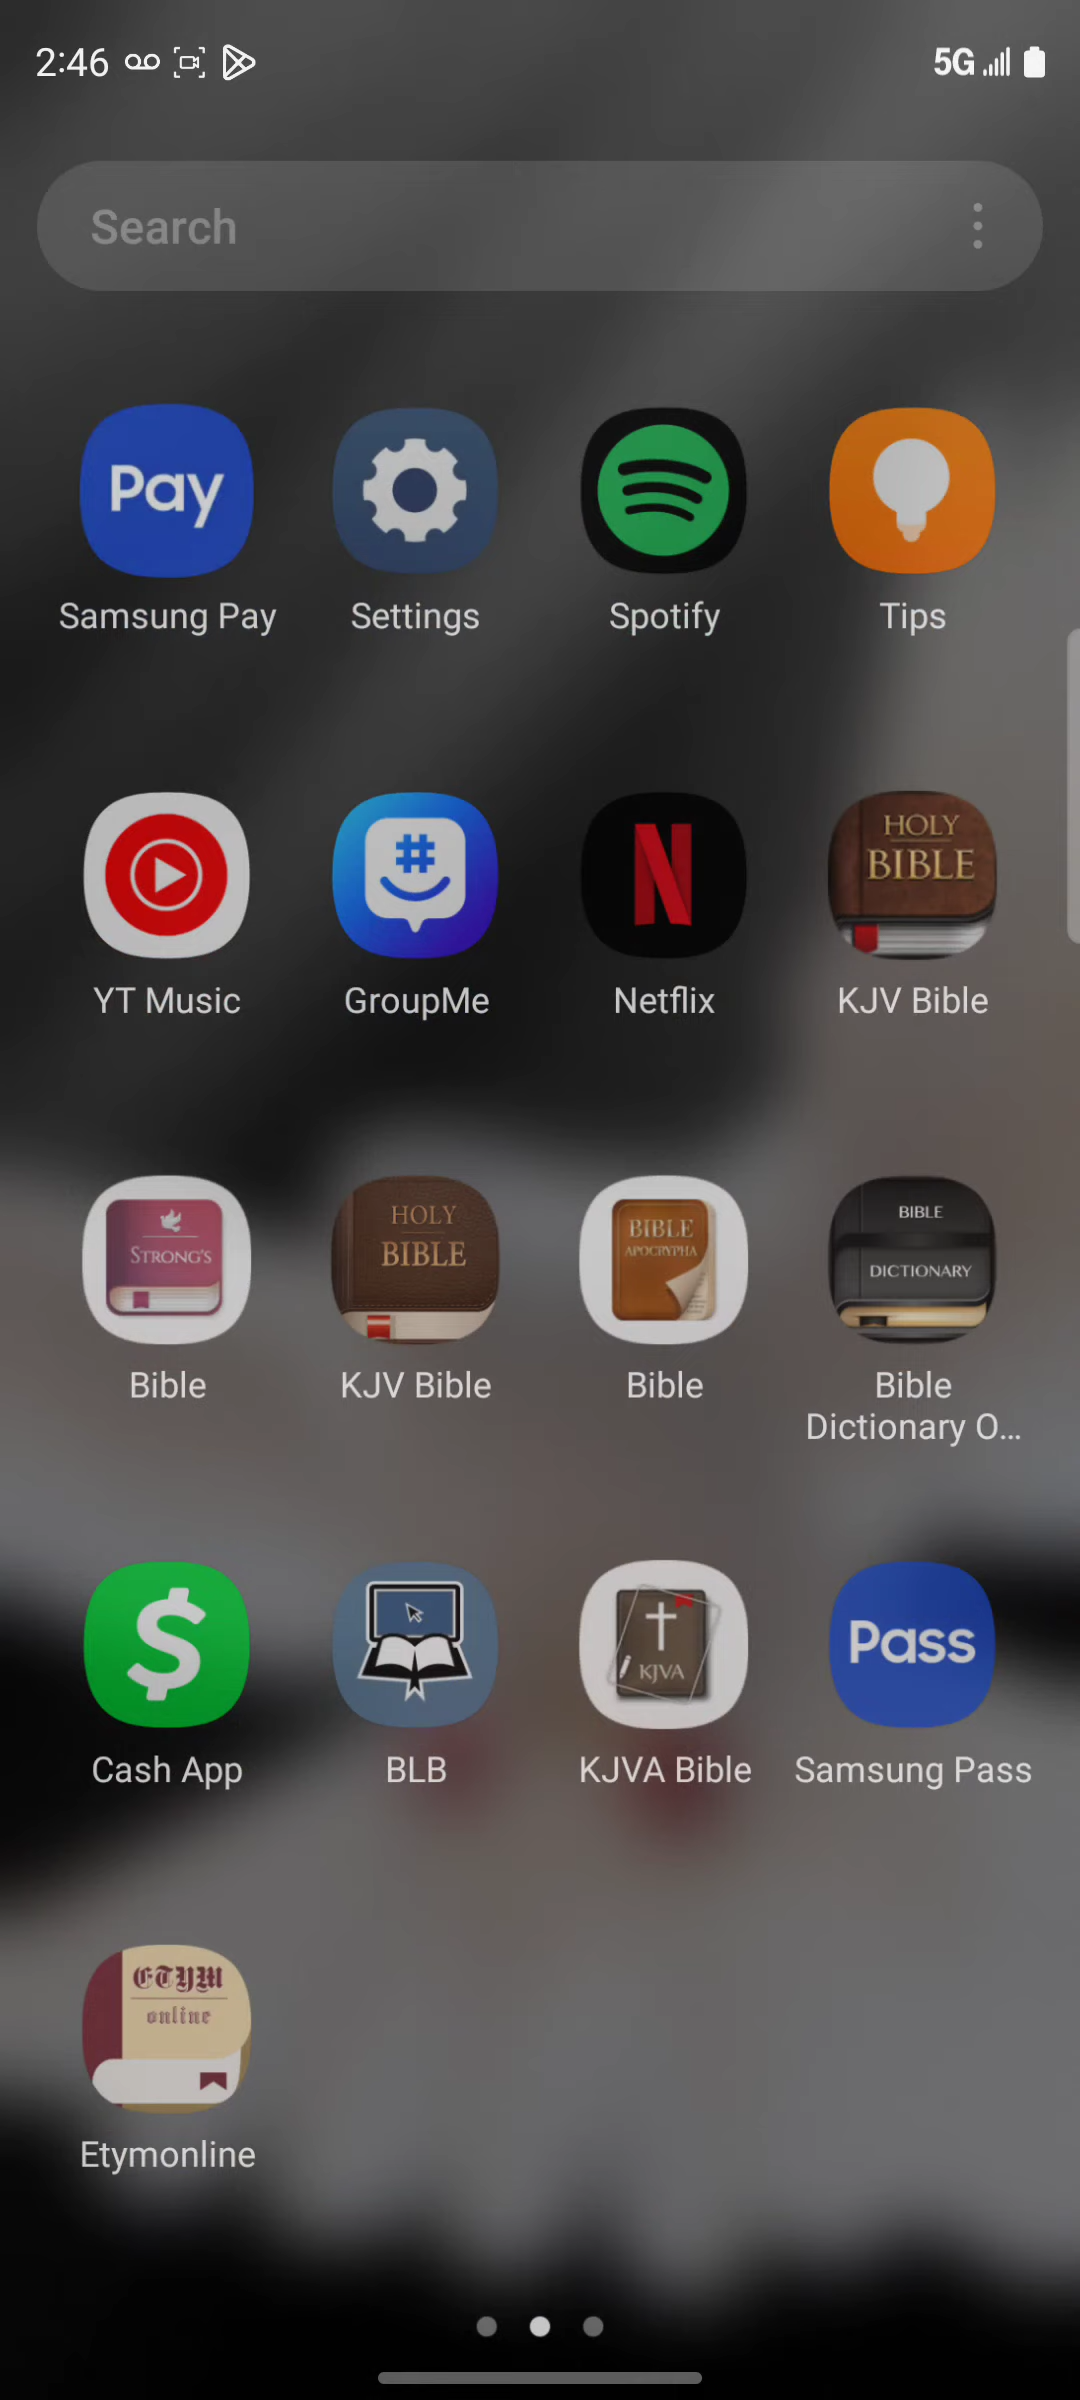 2:46
5G
Search
Pay
Samsung Pay
Settings
Spotify
Tips
YT Music
#
GroupMe
N
Netflix
HOLY
BIBLE
KJV Bible
STRONG'S
Bible
HOLY
BIBLE
KJV Bible
BIBLE
APOCRYPHA
Bible
BIBLE
DICTIONARY
Bible
Dictionary O...
$
Cash App
BLB
KJVA
KJVA Bible
Pass
Samsung Pass
ETYM
online
Etymonline